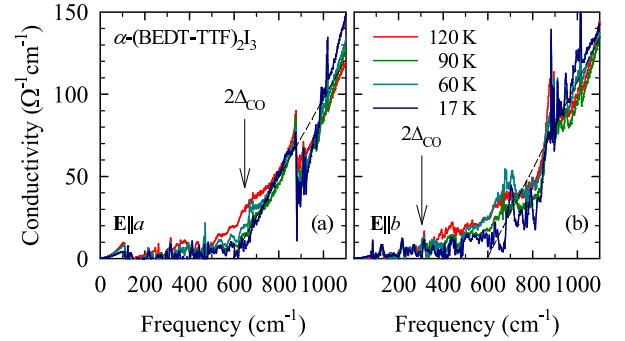 α-(BEDT-TTF)₂I₃
2Δ_CO
E∥a
(a)
120 K
90 K
60 K
17 K
2Δ_CO
E∥b
(b)
150
100
50
0
0 200 400 600 800 1000
200 400 600 800 1000
Conductivity (Ω⁻¹cm⁻¹)
Frequency (cm⁻¹)
Frequency (cm⁻¹)